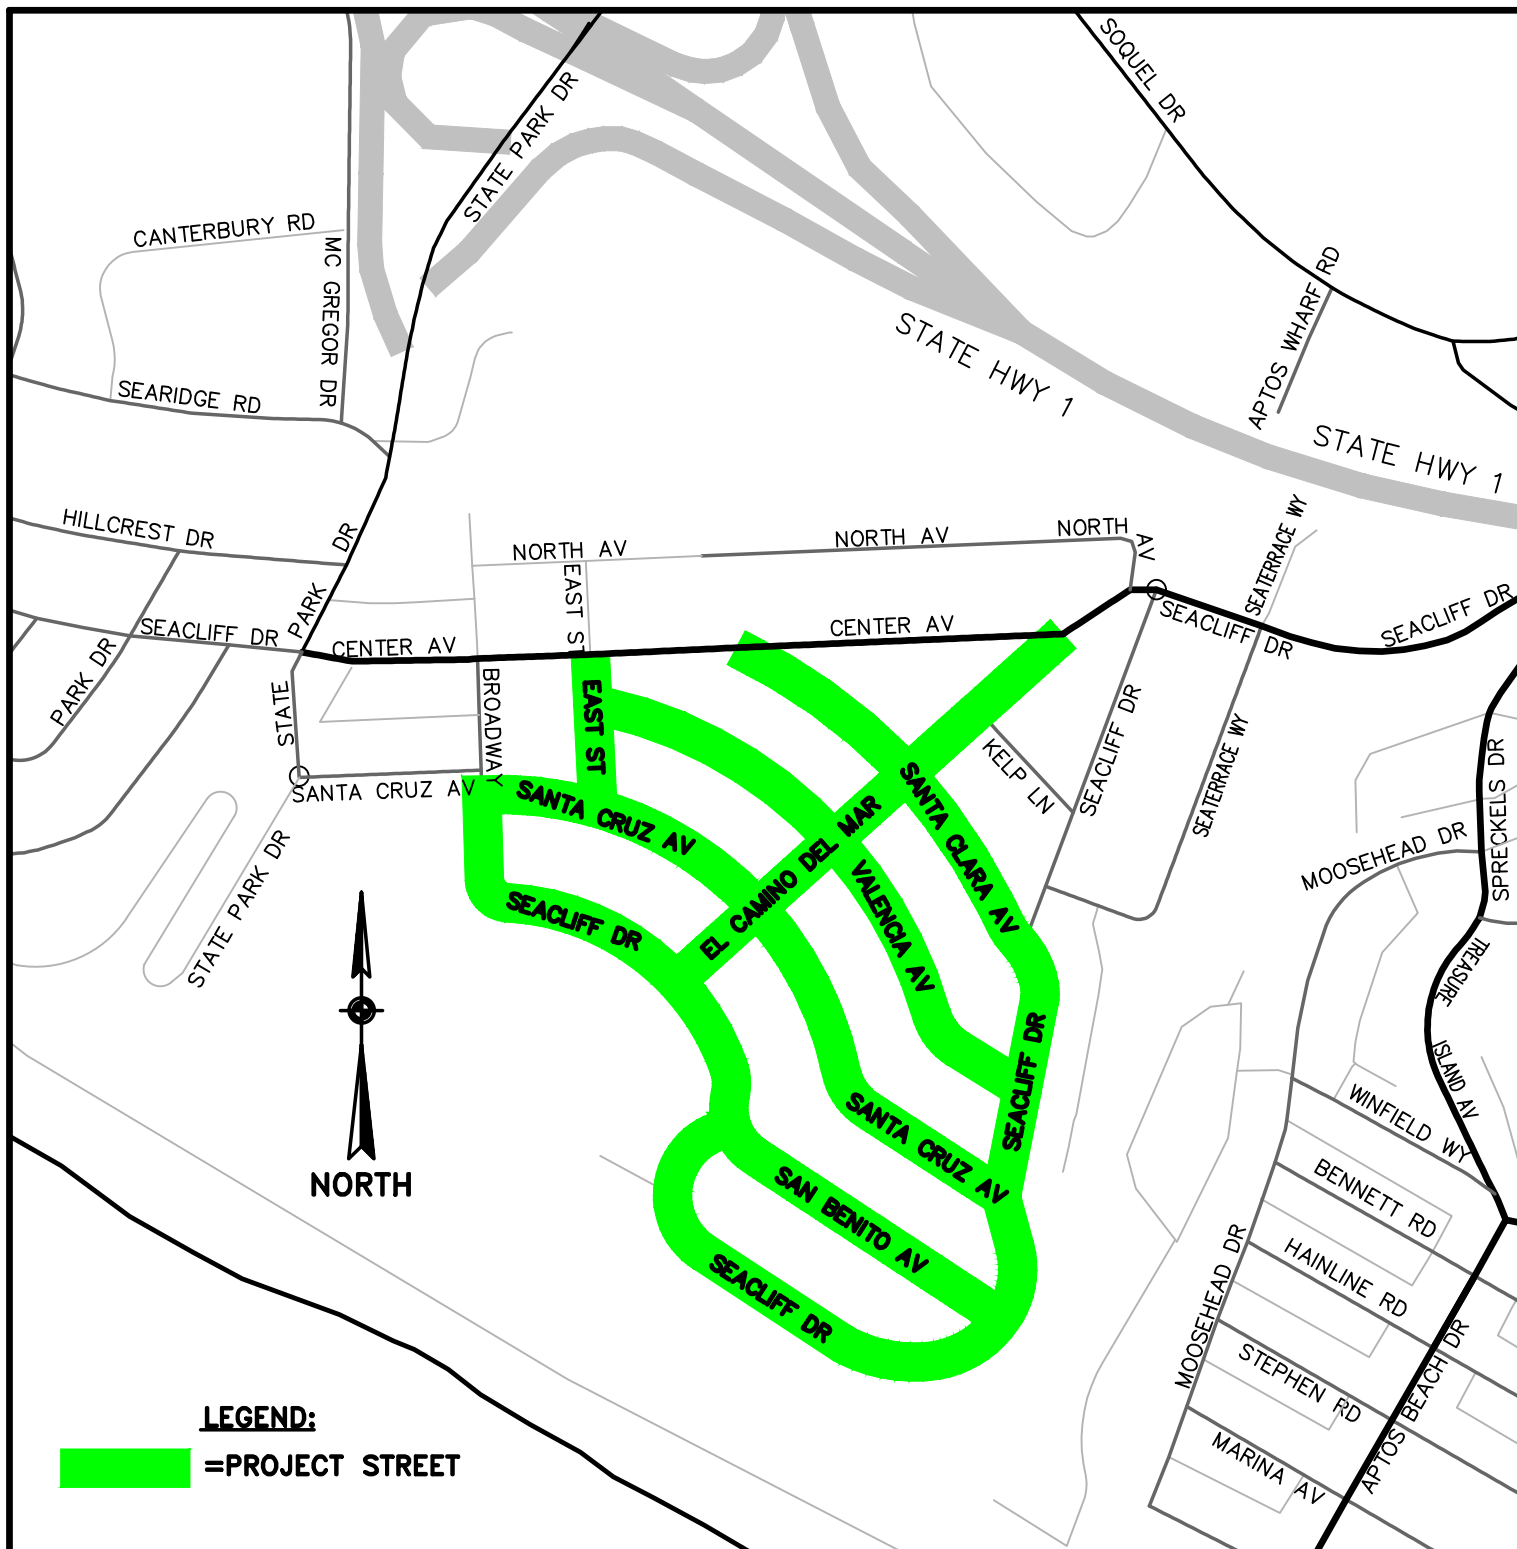 SOQUEL DR
STATE PARK DR
CANTERBURY RD
MC GREGOR DR
APTOS WHARF RD
STATE HWY 1
SEARIDGE RD
STATE HWY 1
HILLCREST DR
NORTH AV
NORTH AV
NORTH AV
SEATERRACE WY
EAST ST
SEACLIFF DR
STATE PARK DR
CENTER AV
CENTER AV
SEACLIFF DR
SEACLIFF DR
PARK DR
BROADWAY
EAST ST
KELP LN
SEACLIFF DR
SEATERRACE WY
SPRECKELS DR
SANTA CRUZ AV
SANTA CRUZ AV
EL CAMINO DEL MAR
SANTA CLARA AV
VALENCIA AV
MOOSEHEAD DR
STATE PARK DR
SEACLIFF DR
TREASURE ISLAND AV
SEACLIFF DR
SANTA CRUZ AV
WINFIELD WY
NORTH
SAN BENITO AV
BENNETT RD
SEACLIFF DR
MOOSEHEAD DR
HAINLINE RD
STEPHEN RD
APTOS BEACH DR
MARINA AV
LEGEND:
=PROJECT STREET